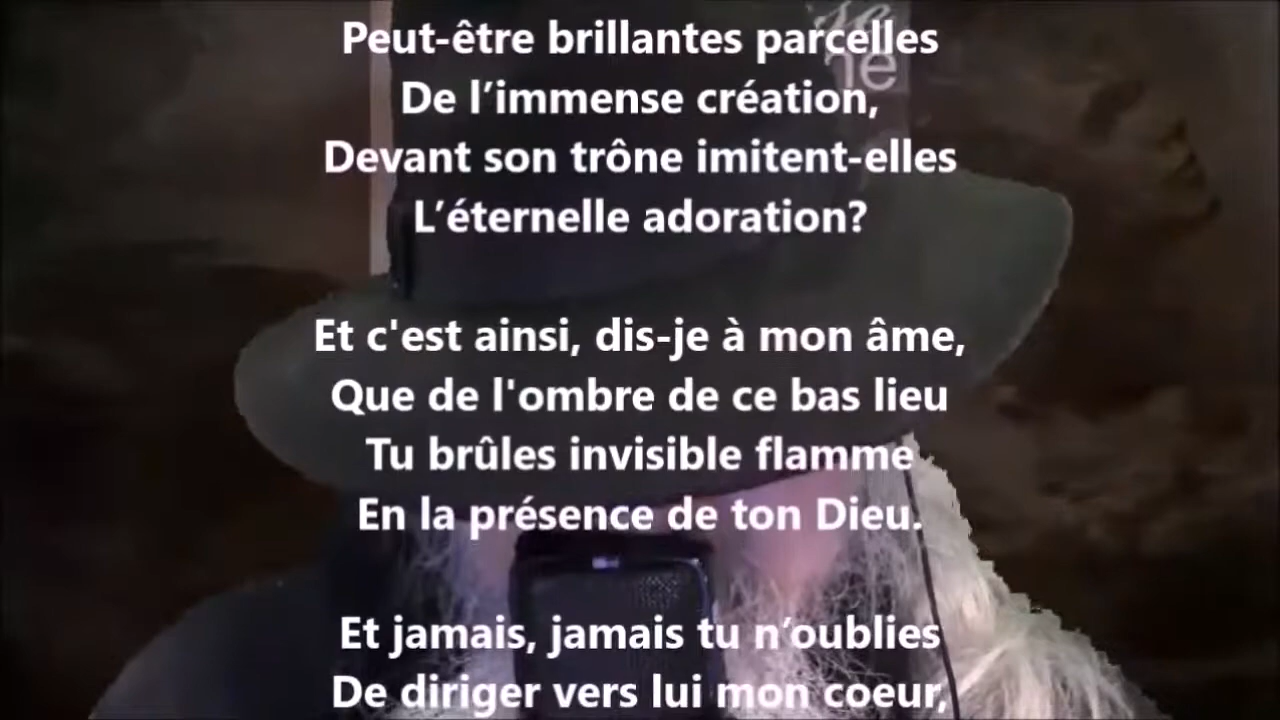 Peut-être brillantes parcelles
De l’immense création,
Devant son trône imitent-elles
L’éternelle adoration?
Et c'est ainsi, dis-je à mon âme,
Que de l'ombre de ce bas lieu
Tu brûles invisible flamme
En la présence de ton Dieu.
Et jamais, jamais tu n’oublies
De diriger vers lui mon coeur,